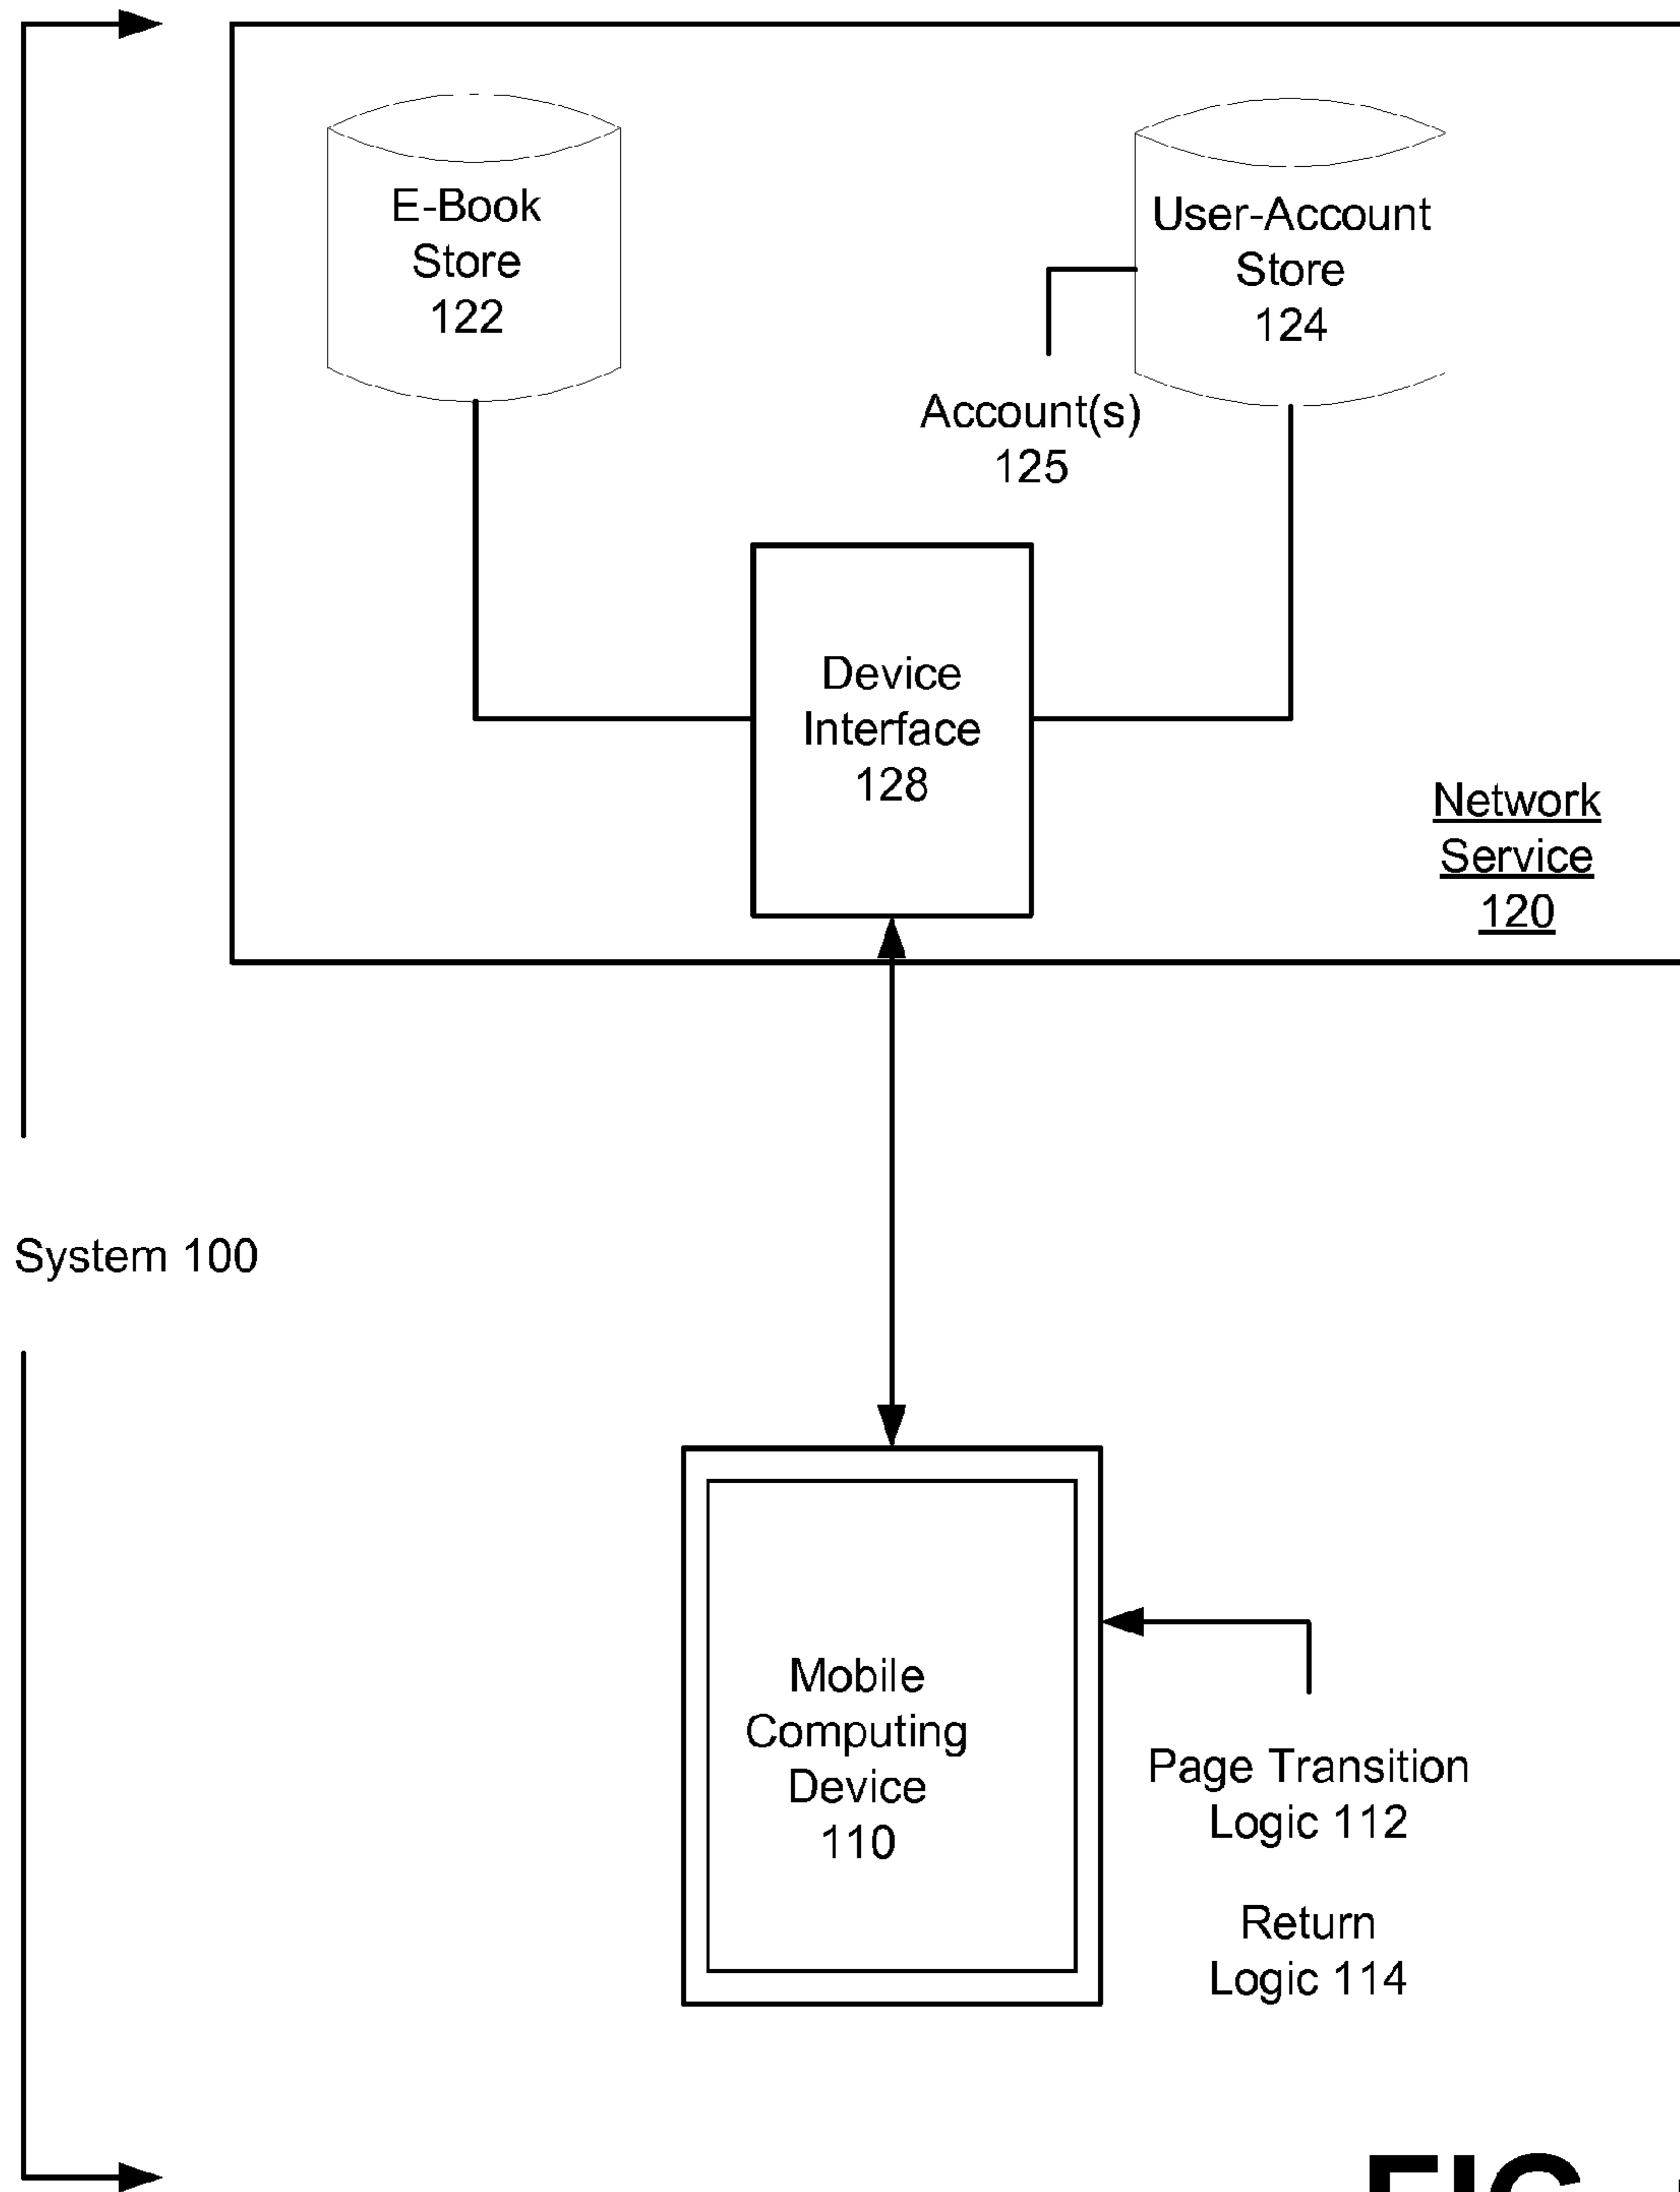 E-Book
Store
122
User-Account
Store
124
Account(s)
125
Device
Interface
128
Network
Service
120
System 100
Mobile
Computing
Device
110
Page Transition
Logic 112
Return
Logic 114
FIG.